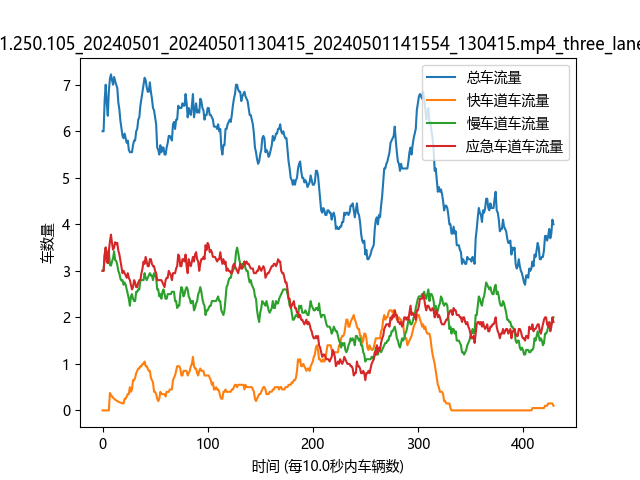 1.250.105_20240501_20240501130415_20240501141554_130415.mp4_three_lane
总车流量
快车道车流量
慢车道车流量
应急车道车流量
车数量
7
6
5
4
3
2
1
0
0 100 200 300 400
时间 (每10.0秒内车辆数)